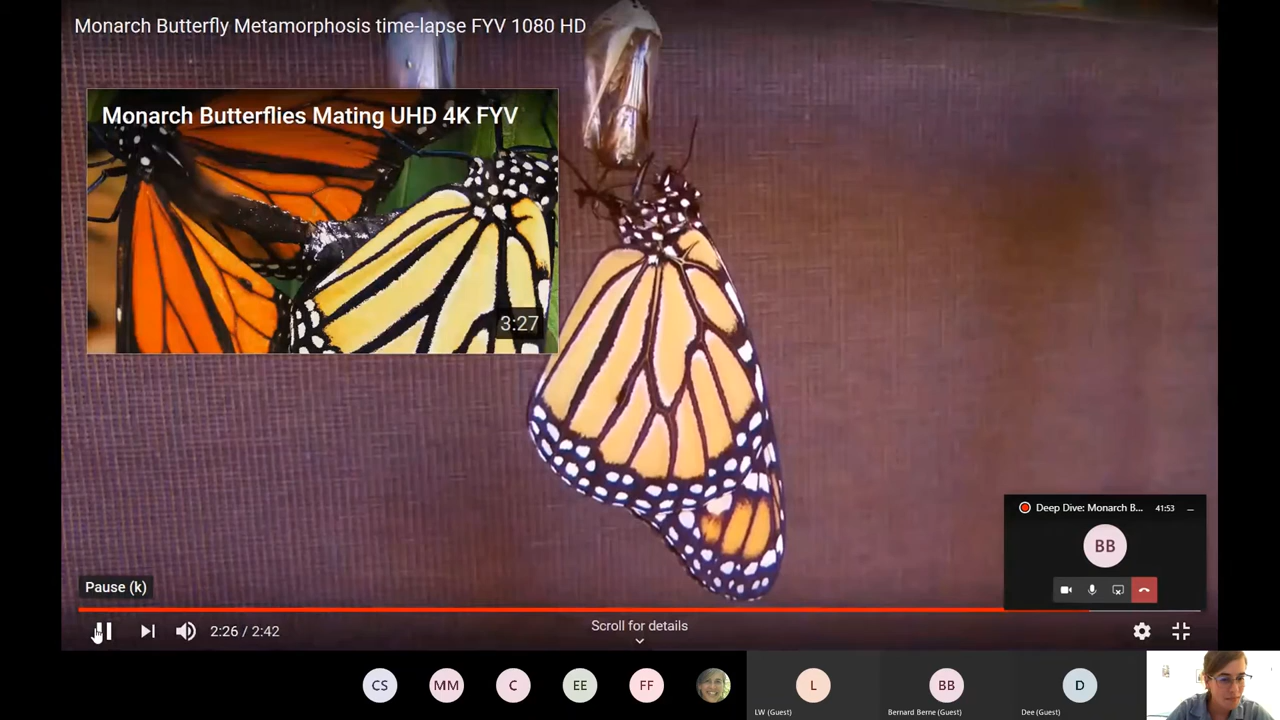 Monarch Butterfly Metamorphosis time-lapse FYV 1080 HD
Monarch Butterflies Mating UHD 4K FYV
3:27
Deep Dive: Monarch B...
41:53
BB
Pause (k)
2:26 / 2:42
Scroll for details
CS
MM
C
EE
FF
L
BB
D
LW (Guest)
Bernard Berne (Guest)
Dee (Guest)